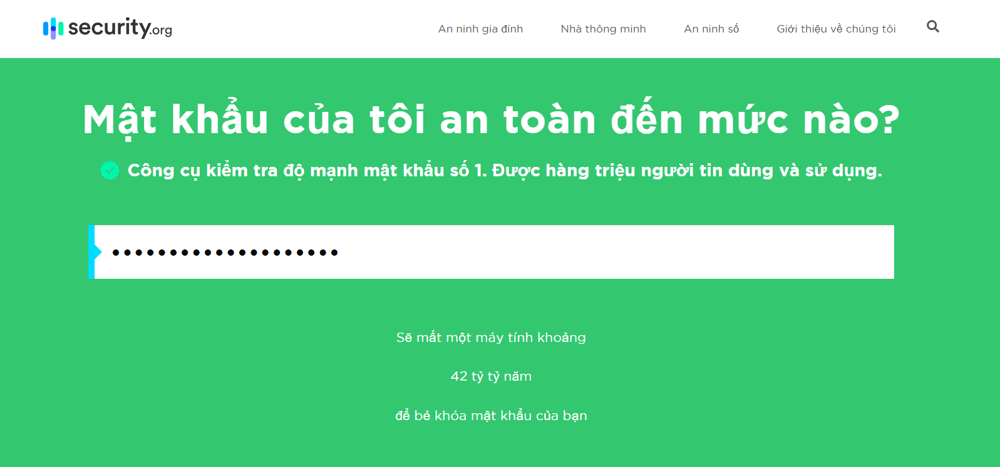 security.org
An ninh gia đình
Nhà thông minh
An ninh số
Giới thiệu về chúng tôi
Mật khẩu của tôi an toàn đến mức nào?
Công cụ kiểm tra độ mạnh mật khẩu số 1. Được hàng triệu người tin dùng và sử dụng.
••••••••••••••••••••
Sẽ mất một máy tính khoảng
42 tỷ tỷ năm
để bẻ khóa mật khẩu của bạn